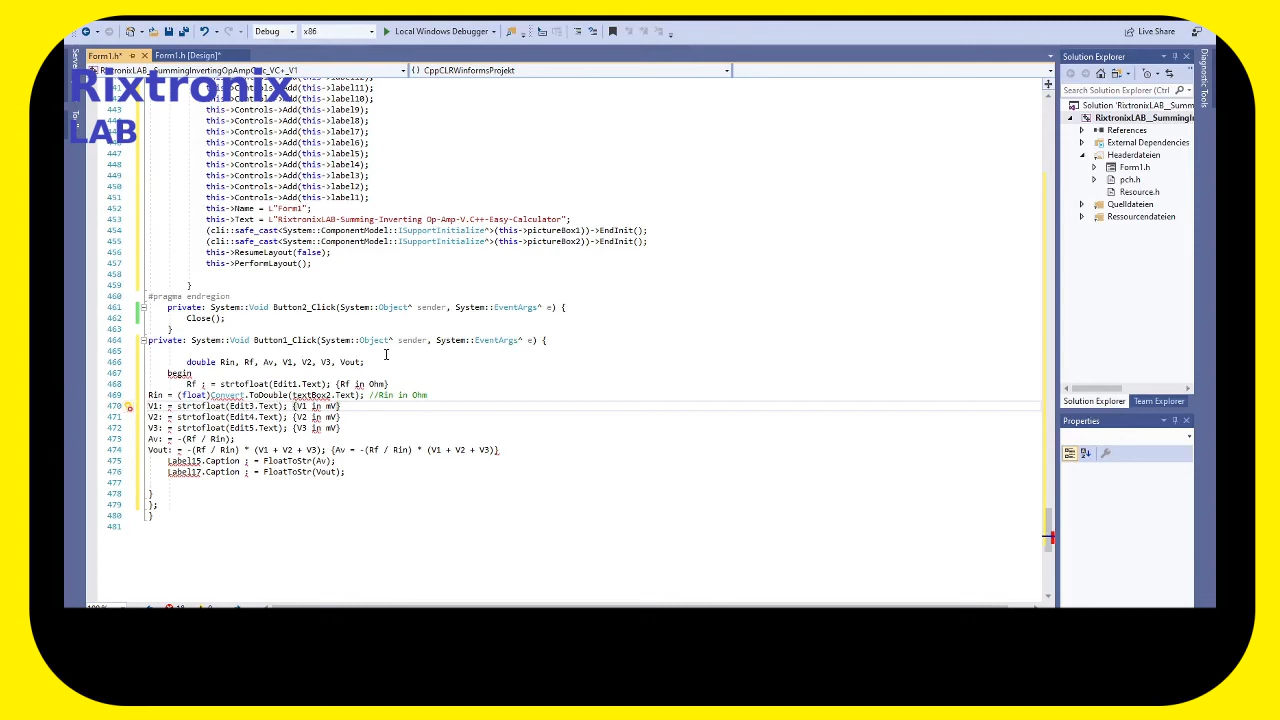 Debug
x86
Local Windows Debugger
Live Share
Form1.h*
Form1.h [Design]*
CppCLRWinformsProjekt
Rixtronix
LAB
Solution Explorer
Search Solution Explorer (
Solution 'RixtronixLAB__Summi
RixtronixLAB__SummingI
References
External Dependencies
Headerdateien
Form1.h
pch.h
Resource.h
Quelldateien
Ressourcendateien
Diagnostic Tools
442 this->Controls->Add(this->label11);
442 this->Controls->Add(this->label10);
443 this->Controls->Add(this->label9);
444 this->Controls->Add(this->label8);
445 this->Controls->Add(this->label7);
446 this->Controls->Add(this->label6);
447 this->Controls->Add(this->label5);
448 this->Controls->Add(this->label4);
449 this->Controls->Add(this->label3);
450 this->Controls->Add(this->label2);
451 this->Controls->Add(this->label1);
452 this->Name = L"Form1";
453 this->Text = L"RixtronixLAB-Summing-Inverting Op-Amp-V.C++-Easy-Calculator";
454 (cli::safe_cast<System::ComponentModel::ISupportInitialize^>(this->pictureBox1))->EndInit();
455 (cli::safe_cast<System::ComponentModel::ISupportInitialize^>(this->pictureBox2))->EndInit();
456 this->ResumeLayout(false);
457 this->PerformLayout();
458
459 }
460 #pragma endregion
461 private: System::Void Button2_Click(System::Object^ sender, System::EventArgs^ e) {
462 Close();
463 }
464 private: System::Void Button1_Click(System::Object^ sender, System::EventArgs^ e) {
465
466 double Rin, Rf, Av, V1, V2, V3, Vout;
467 begin
468 Rf ; = strtofloat(Edit1.Text); {Rf in Ohm}
469 Rin = (float)Convert.ToDouble(textBox2.Text); //Rin in Ohm
470 V1: = strtofloat(Edit3.Text); {V1 in mV}
471 V2: = strtofloat(Edit4.Text); {V2 in mV}
472 V3: = strtofloat(Edit5.Text); {V3 in mV}
473 Av: = -(Rf / Rin);
474 Vout: = -(Rf / Rin) * (V1 + V2 + V3); {Av = -(Rf / Rin) * (V1 + V2 + V3)}
475 Label15.Caption ; = FloatToStr(Av);
476 Label17.Caption ; = FloatToStr(Vout);
477
478 }
479 };
480 }
481
Solution Explorer
Team Explorer
Properties